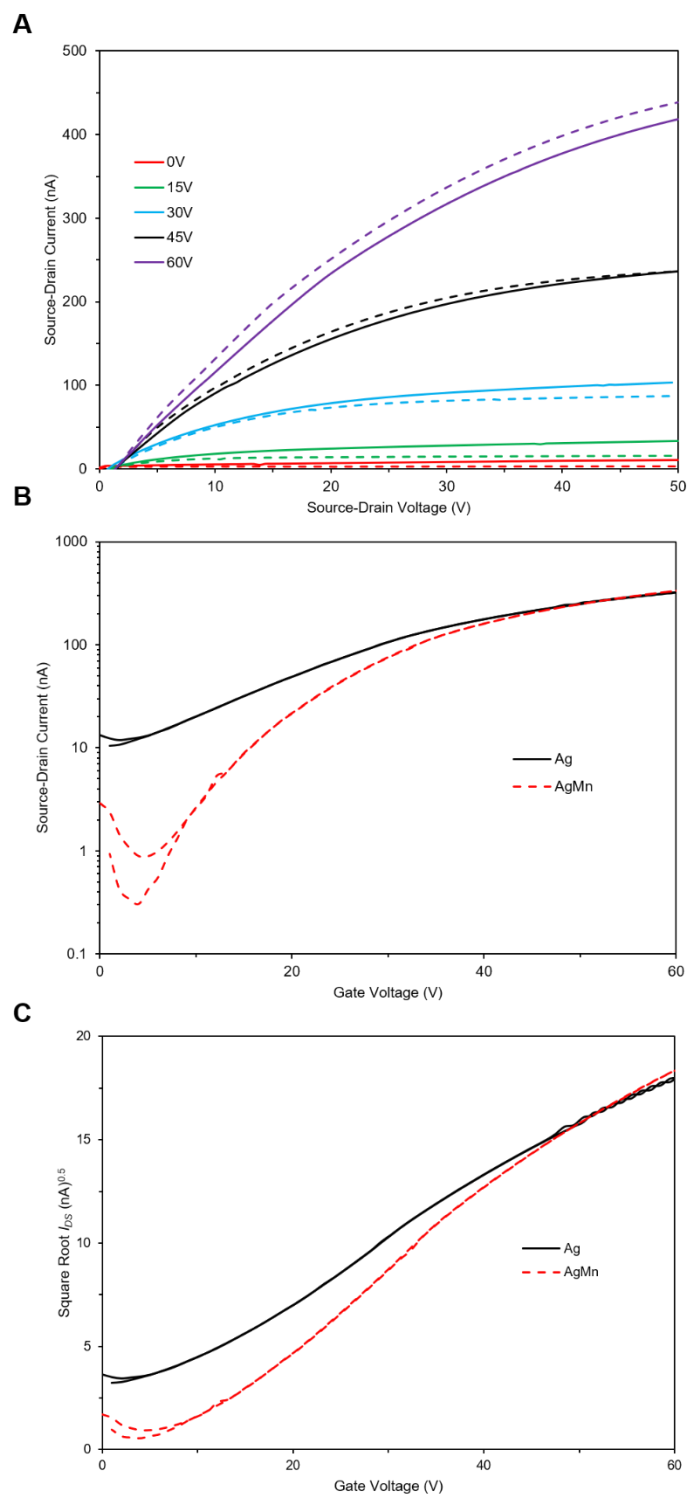 A
500
400
300
200
100
0
Source-Drain Current (nA)
0V
15V
30V
45V
60V
0 10 20 30 40 50
Source-Drain Voltage (V)
B
1000
100
10
1
0.1
Source-Drain Current (nA)
Ag
AgMn
0 20 40 60
Gate Voltage (V)
C
20
15
10
5
0
Square Root I_DS (nA)^0.5
Ag
AgMn
0 20 40 60
Gate Voltage (V)